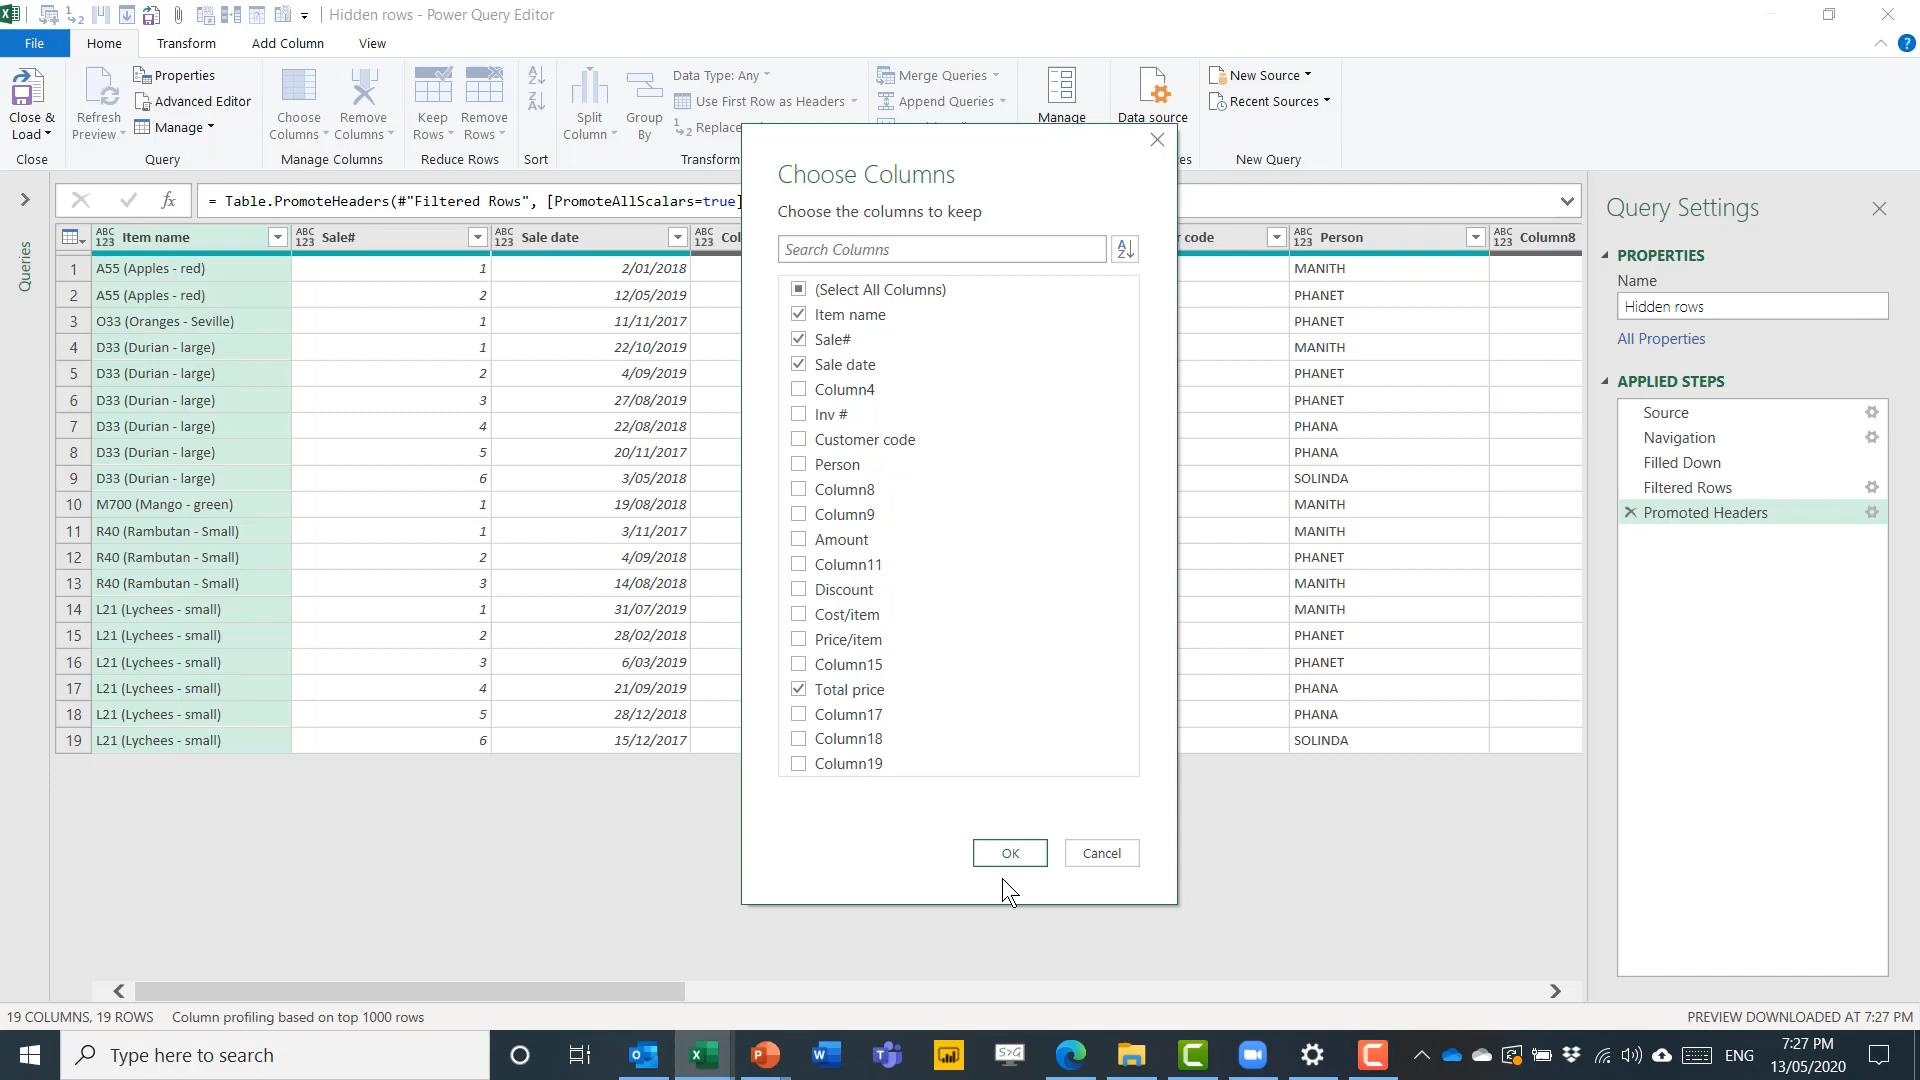 Hidden rows - Power Query Editor
File
Home
Transform
Add Column
View
Close & Load
Refresh Preview
Properties
Advanced Editor
Manage
Choose Columns
Remove Columns
Keep Rows
Remove Rows
Split Column
Group By
Data Type: Any
Use First Row as Headers
Replace
Merge Queries
Append Queries
Manage
Data source
New Source
Recent Sources
Close
Query
Manage Columns
Reduce Rows
Sort
Transform
New Query
fx
= Table.PromoteHeaders(#"Filtered Rows", [PromoteAllScalars=true]
Queries
ABC 123 Item name
ABC 123 Sale#
ABC 123 Sale date
ABC 123 Col
code
ABC 123 Person
ABC 123 Column8
1 A55 (Apples - red) 1 2/01/2018 MANITH
2 A55 (Apples - red) 2 12/05/2019 PHANET
3 O33 (Oranges - Seville) 1 11/11/2017 PHANET
4 D33 (Durian - large) 1 22/10/2019 MANITH
5 D33 (Durian - large) 2 4/09/2019 PHANET
6 D33 (Durian - large) 3 27/08/2019 PHANET
7 D33 (Durian - large) 4 22/08/2018 PHANA
8 D33 (Durian - large) 5 20/11/2017 PHANA
9 D33 (Durian - large) 6 3/05/2018 SOLINDA
10 M700 (Mango - green) 1 19/08/2018 MANITH
11 R40 (Rambutan - Small) 1 3/11/2017 MANITH
12 R40 (Rambutan - Small) 2 4/09/2018 PHANET
13 R40 (Rambutan - Small) 3 14/08/2018 MANITH
14 L21 (Lychees - small) 1 31/07/2019 MANITH
15 L21 (Lychees - small) 2 28/02/2018 PHANET
16 L21 (Lychees - small) 3 6/03/2019 PHANET
17 L21 (Lychees - small) 4 21/09/2019 PHANA
18 L21 (Lychees - small) 5 28/12/2018 PHANA
19 L21 (Lychees - small) 6 15/12/2017 SOLINDA
Choose Columns
Choose the columns to keep
Search Columns
(Select All Columns)
Item name
Sale#
Sale date
Column4
Inv #
Customer code
Person
Column8
Column9
Amount
Column11
Discount
Cost/item
Price/item
Column15
Total price
Column17
Column18
Column19
OK
Cancel
Query Settings
PROPERTIES
Name
Hidden rows
All Properties
APPLIED STEPS
Source
Navigation
Filled Down
Filtered Rows
Promoted Headers
19 COLUMNS, 19 ROWS
Column profiling based on top 1000 rows
PREVIEW DOWNLOADED AT 7:27 PM
Type here to search
ENG
7:27 PM
13/05/2020